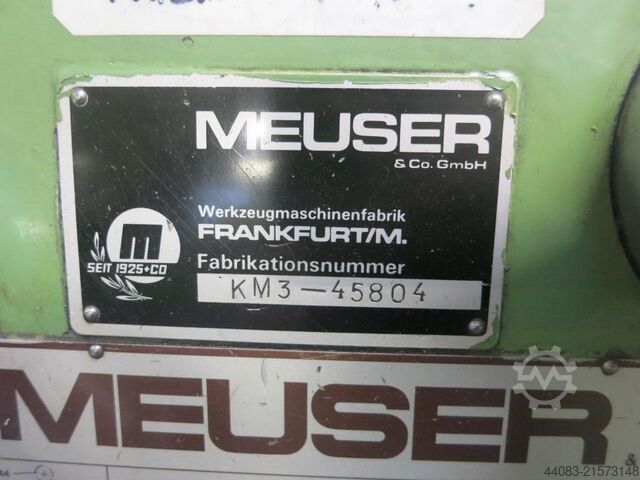 MEUSER
& Co. GmbH
Werkzeugmaschinenfabrik
FRANKFURT/M.
m
SEIT 1925+CO
Fabrikationsnummer
KM3-45804
MEUSER
&
44083-21573148